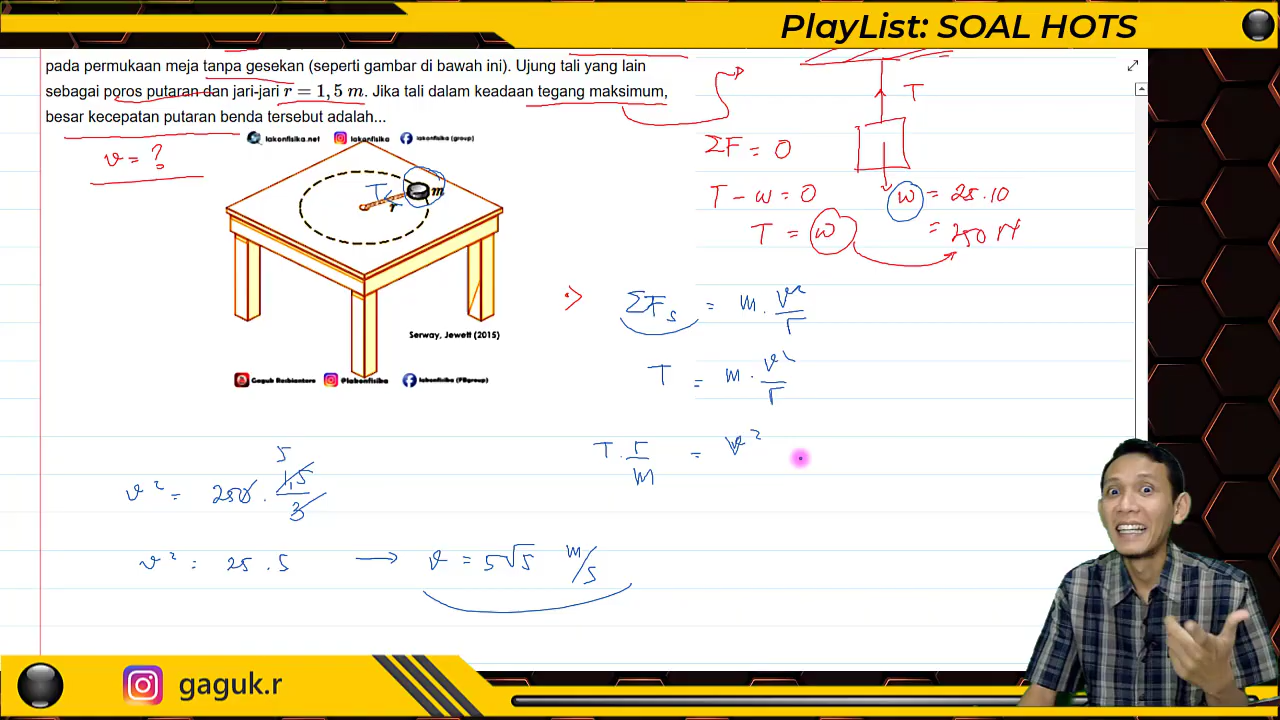 PlayList: SOAL HOTS
pada permukaan meja tanpa gesekan (seperti gambar di bawah ini). Ujung tali yang lain
sebagai poros putaran dan jari-jari r = 1, 5 m. Jika tali dalam keadaan tegang maksimum,
besar kecepatan putaran benda tersebut adalah...
v = ?
lakonfisika.net
lakonfisika (group)
T
m
r
Serway, Jewett (2015)
Gaguk Resbiantoro
@lakonfisika
lakonfisika (FBgroup)
T
ΣF = 0
T - w = 0
T = w
w = 25.10
= 250 N
ΣFs = m . v²/r
T = m . v²/r
T . r/m = v²
v² = 250 . 1,5/3
5
v² = 25 . 5 → v = 5√5 m/s
gaguk.r